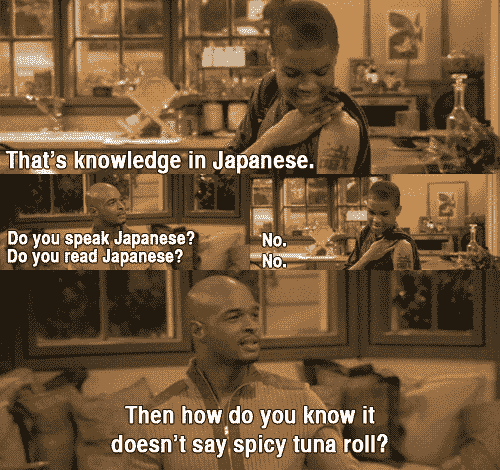 That's knowledge in Japanese.
Do you speak Japanese?
Do you read Japanese?
No.
No.
Then how do you know it
doesn't say spicy tuna roll?